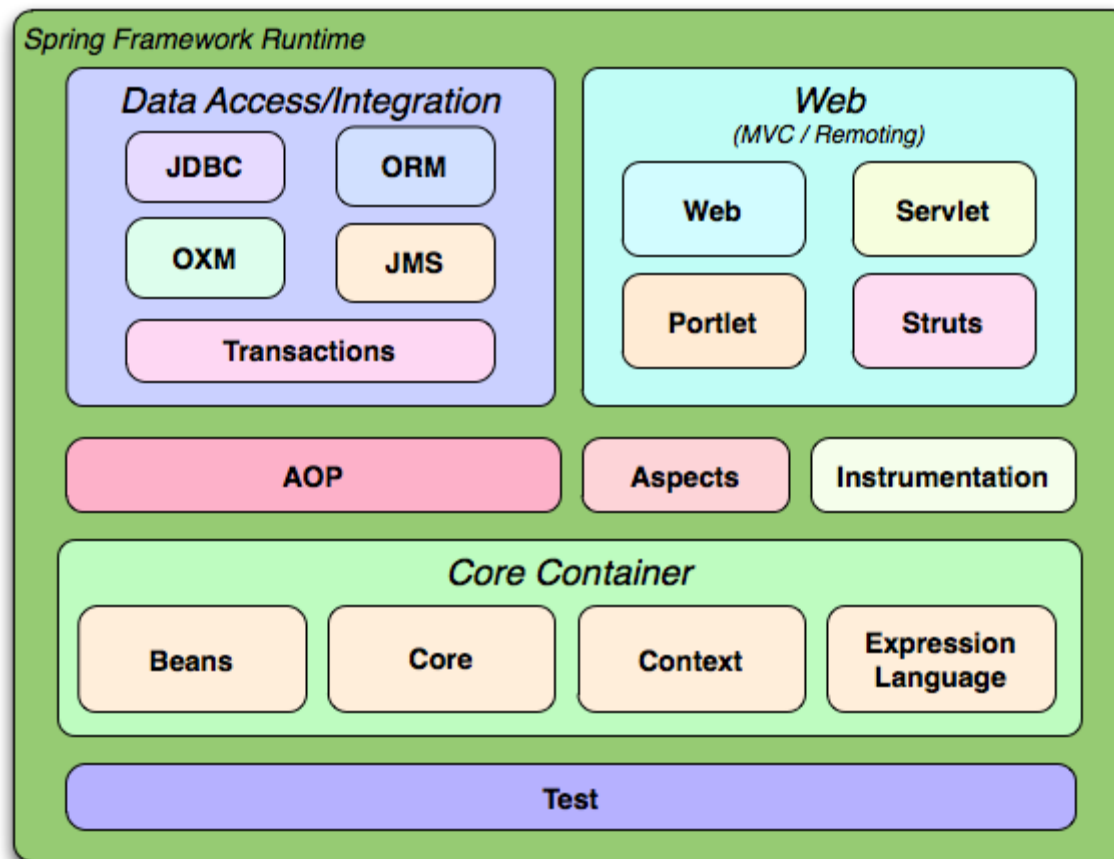 Spring Framework Runtime
Data Access/Integration
JDBC
ORM
OXM
JMS
Transactions
Web
(MVC / Remoting)
Web
Servlet
Portlet
Struts
AOP
Aspects
Instrumentation
Core Container
Beans
Core
Context
Expression
Language
Test